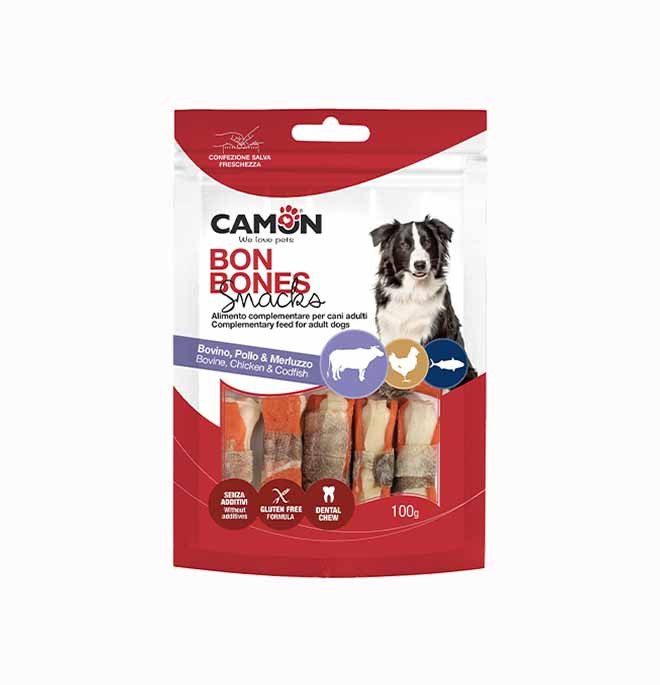 CONFEZIONE SALVA
FRESCHEZZA
CAMON
We love pets
BON
BONES
Snacks
Alimento complementare per cani adulti
Complementary feed for adult dogs
Bovino, Pollo & Merluzzo
Bovine, Chicken & Codfish
SENZA
ADDITIVI
Without
additives
GLUTEN FREE
FORMULA
DENTAL
CHEW
100g